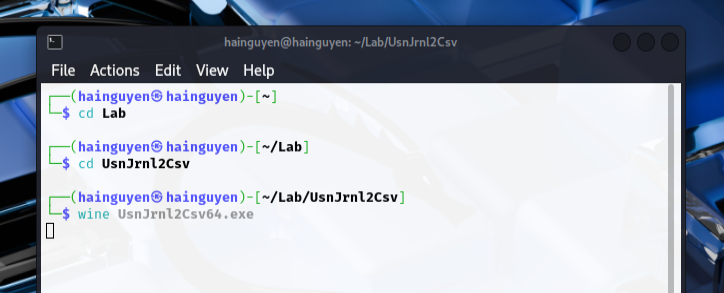 hainguyen@hainguyen: ~/Lab/UsnJrnl2Csv
File Actions Edit View Help
┌──(hainguyen㉿hainguyen)-[~]
└─$ cd Lab
┌──(hainguyen㉿hainguyen)-[~/Lab]
└─$ cd UsnJrnl2Csv
┌──(hainguyen㉿hainguyen)-[~/Lab/UsnJrnl2Csv]
└─$ wine UsnJrnl2Csv64.exe